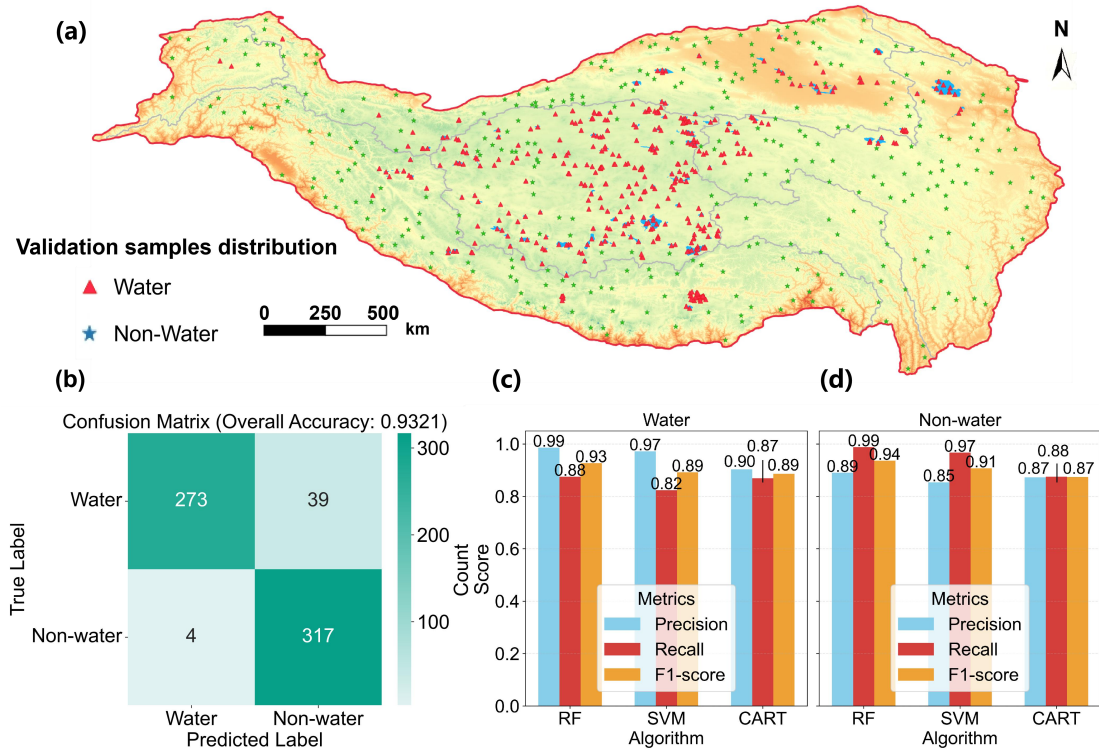 (a)
N
Validation samples distribution
Water
Non-Water
0 250 500 km
(b)
Confusion Matrix (Overall Accuracy: 0.9321)
True Label
Water
Non-water
273 39
4 317
Water Non-water
Predicted Label
300
200
100
Count
(c)
Water
Score
1.0
0.8
0.6
0.4
0.2
0.0
0.99 0.88 0.93
0.97 0.82 0.89
0.90 0.87 0.89
Metrics
Precision
Recall
F1-score
RF SVM CART
Algorithm
(d)
Non-water
0.89 0.99 0.94
0.85 0.97 0.91
0.87 0.88 0.87
Metrics
Precision
Recall
F1-score
RF SVM CART
Algorithm